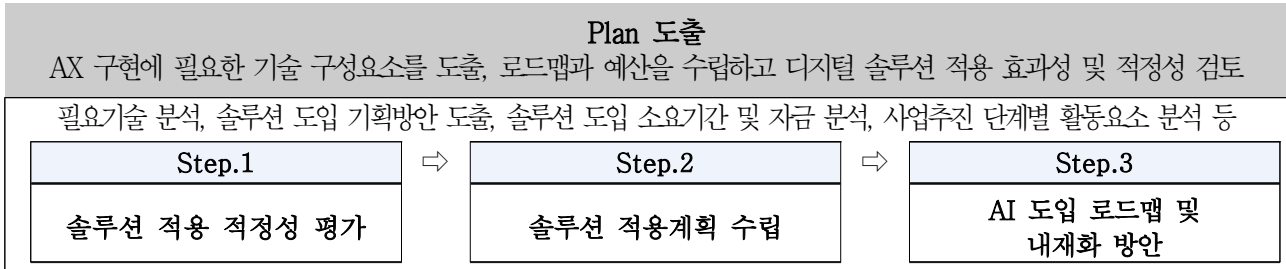 Plan 도출
AX 구현에 필요한 기술 구성요소를 도출, 로드맵과 예산을 수립하고 디지털 솔루션 적용 효과성 및 적정성 검토
필요기술 분석, 솔루션 도입 기획방안 도출, 솔루션 도입 소요기간 및 자금 분석, 사업추진 단계별 활동요소 분석 등
Step.1 ⇨ Step.2 ⇨ Step.3
솔루션 적용 적정성 평가
솔루션 적용계획 수립
AI 도입 로드맵 및
내재화 방안